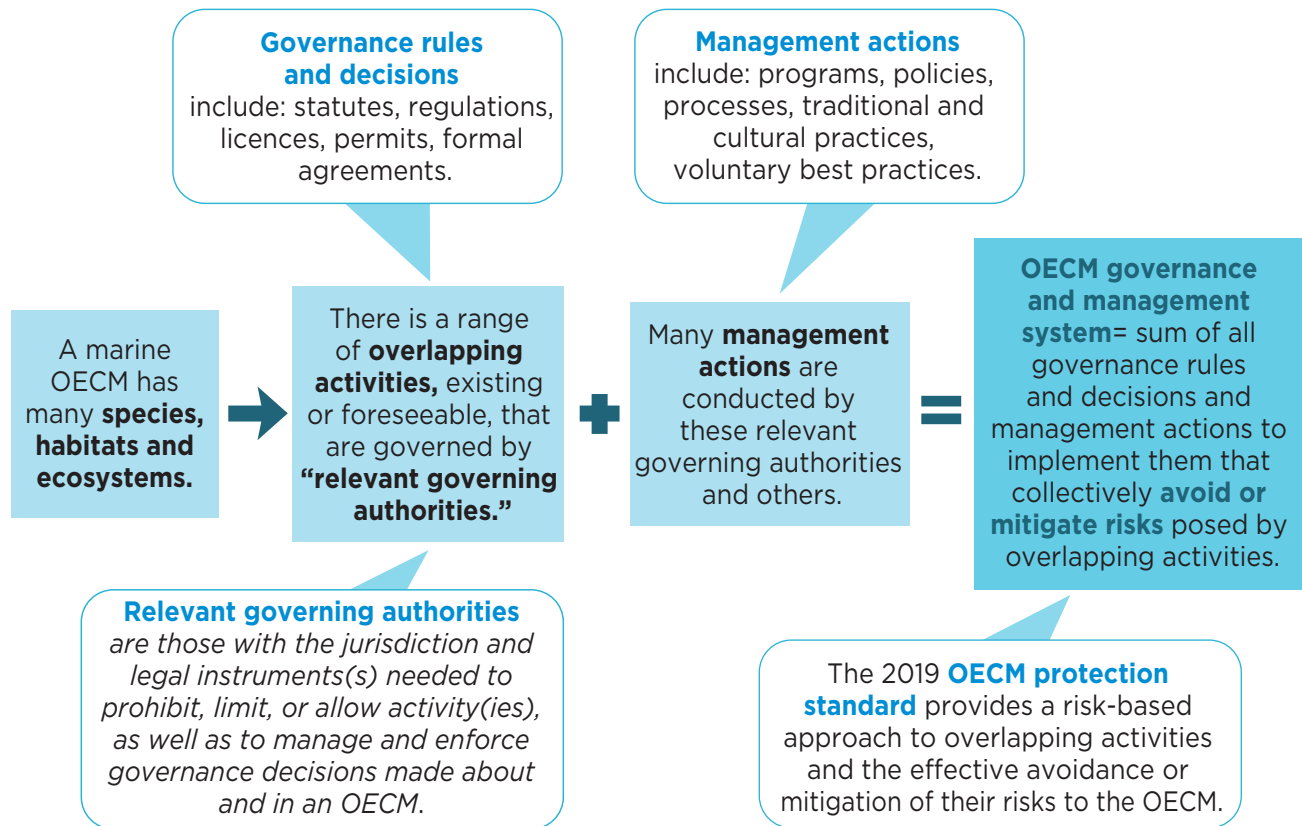 Governance rules
and decisions
include: statutes, regulations,
licences, permits, formal
agreements.
Management actions
include: programs, policies,
processes, traditional and
cultural practices,
voluntary best practices.
A marine
OECM has
many species,
habitats and
ecosystems.
There is a range
of overlapping
activities, existing
or foreseeable, that
are governed by
“relevant governing
authorities.”
Many management
actions are
conducted by
these relevant
governing authorities
and others.
OECM governance
and management
system= sum of all
governance rules
and decisions and
management actions to
implement them that
collectively avoid or
mitigate risks posed by
overlapping activities.
Relevant governing authorities
are those with the jurisdiction and
legal instruments(s) needed to
prohibit, limit, or allow activity(ies),
as well as to manage and enforce
governance decisions made about
and in an OECM.
The 2019 OECM protection
standard provides a risk-based
approach to overlapping activities
and the effective avoidance or
mitigation of their risks to the OECM.